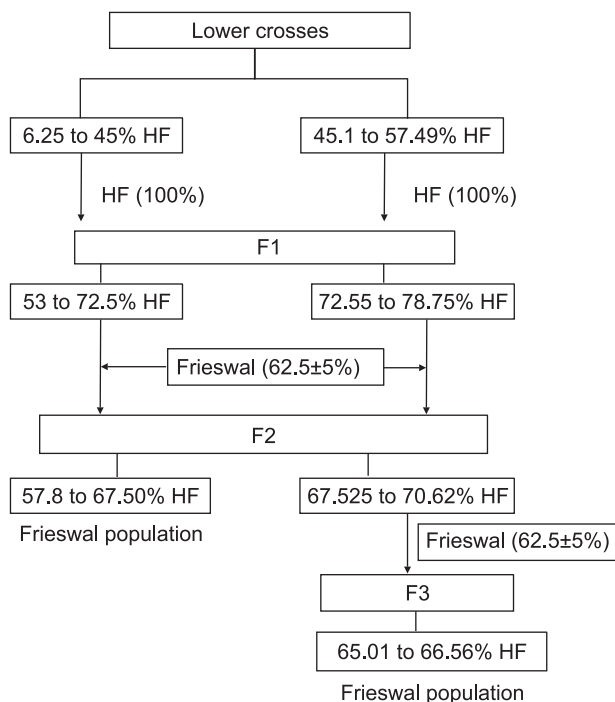 Lower crosses
6.25 to 45% HF
45.1 to 57.49% HF
HF (100%)
HF (100%)
F1
53 to 72.5% HF
72.55 to 78.75% HF
Frieswal (62.5±5%)
F2
57.8 to 67.50% HF
67.525 to 70.62% HF
Frieswal population
Frieswal (62.5±5%)
F3
65.01 to 66.56% HF
Frieswal population